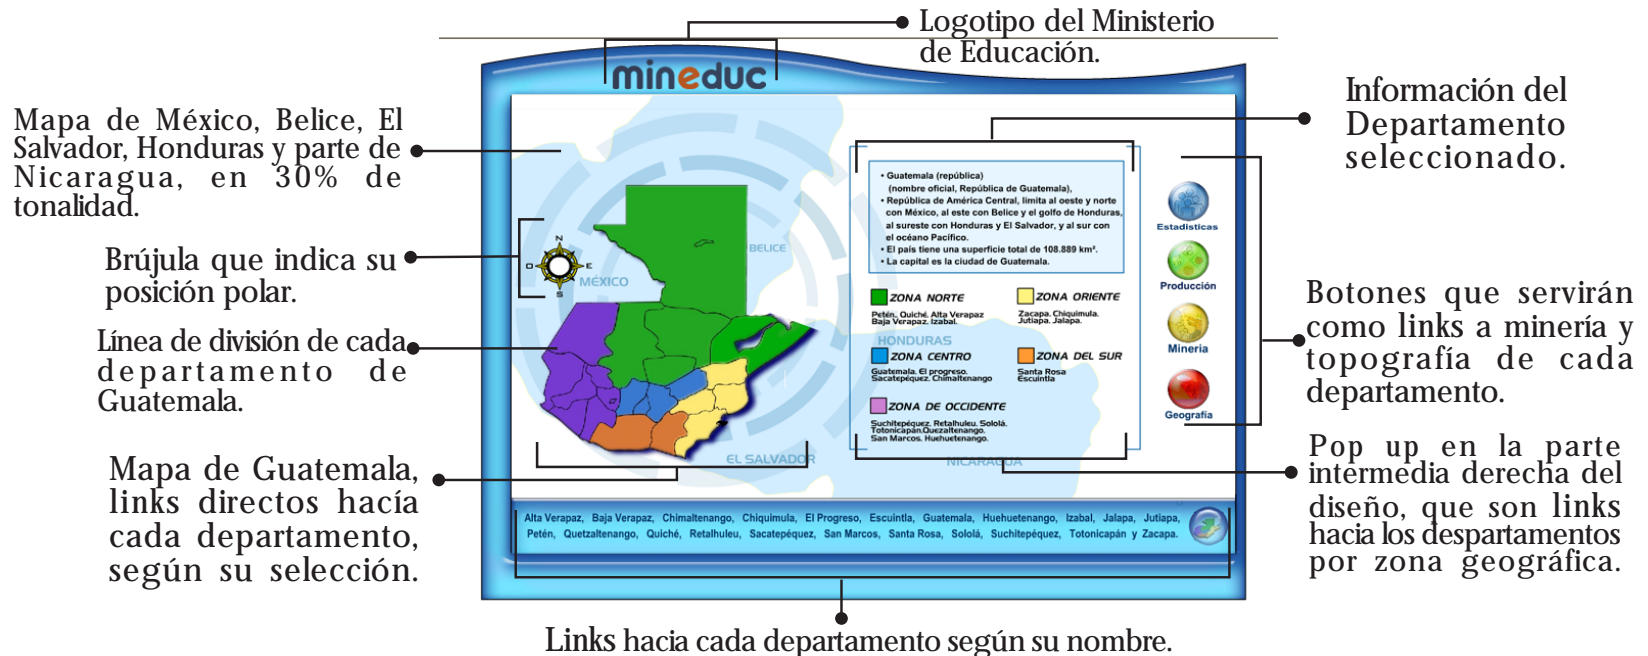 Logotipo del Ministerio
de Educación.
mineduc
Mapa de México, Belice, El
Salvador, Honduras y parte de
Nicaragua, en 30% de
tonalidad.
Brújula que indica su
posición polar.
Línea de división de cada
departamento de
Guatemala.
Mapa de Guatemala,
links directos hacía
cada departamento,
según su selección.
N
O
E
S
MÉXICO
BELICE
HONDURAS
EL SALVADOR
NICARAGUA
• Guatemala (república)
(nombre oficial, República de Guatemala),
• República de América Central, limita al oeste y norte
con México, al este con Belice y el golfo de Honduras,
al sureste con Honduras y El Salvador, y al sur con
el océano Pacífico.
• El país tiene una superficie total de 108.889 km².
• La capital es la ciudad de Guatemala.
ZONA NORTE
Petén, Quiché, Alta Verapaz
Baja Verapaz, Izabal.
ZONA ORIENTE
Zacapa, Chiquimula,
Jutiapa, Jalapa.
ZONA CENTRO
Guatemala, El progreso,
Sacatepéquez, Chimaltenango
ZONA DEL SUR
Santa Rosa
Escuintla
ZONA DE OCCIDENTE
Suchitepéquez, Retalhuleu, Sololá,
Totonicapán,Quezaltenango,
San Marcos, Huehuetenango.
Estadísticas
Producción
Minería
Geografía
Información del
Departamento
seleccionado.
Botones que servirán
como links a minería y
topografía de cada
departamento.
Pop up en la parte
intermedia derecha del
diseño, que son links
hacia los despartamentos
por zona geográfica.
Alta Verapaz, Baja Verapaz, Chimaltenango, Chiquimula, El Progreso, Escuintla, Guatemala, Huehuetenango, Izabal, Jalapa, Jutiapa,
Petén, Quetzaltenango, Quiché, Retalhuleu, Sacatepéquez, San Marcos, Santa Rosa, Sololá, Suchitepéquez, Totonicapán y Zacapa.
Links hacia cada departamento según su nombre.